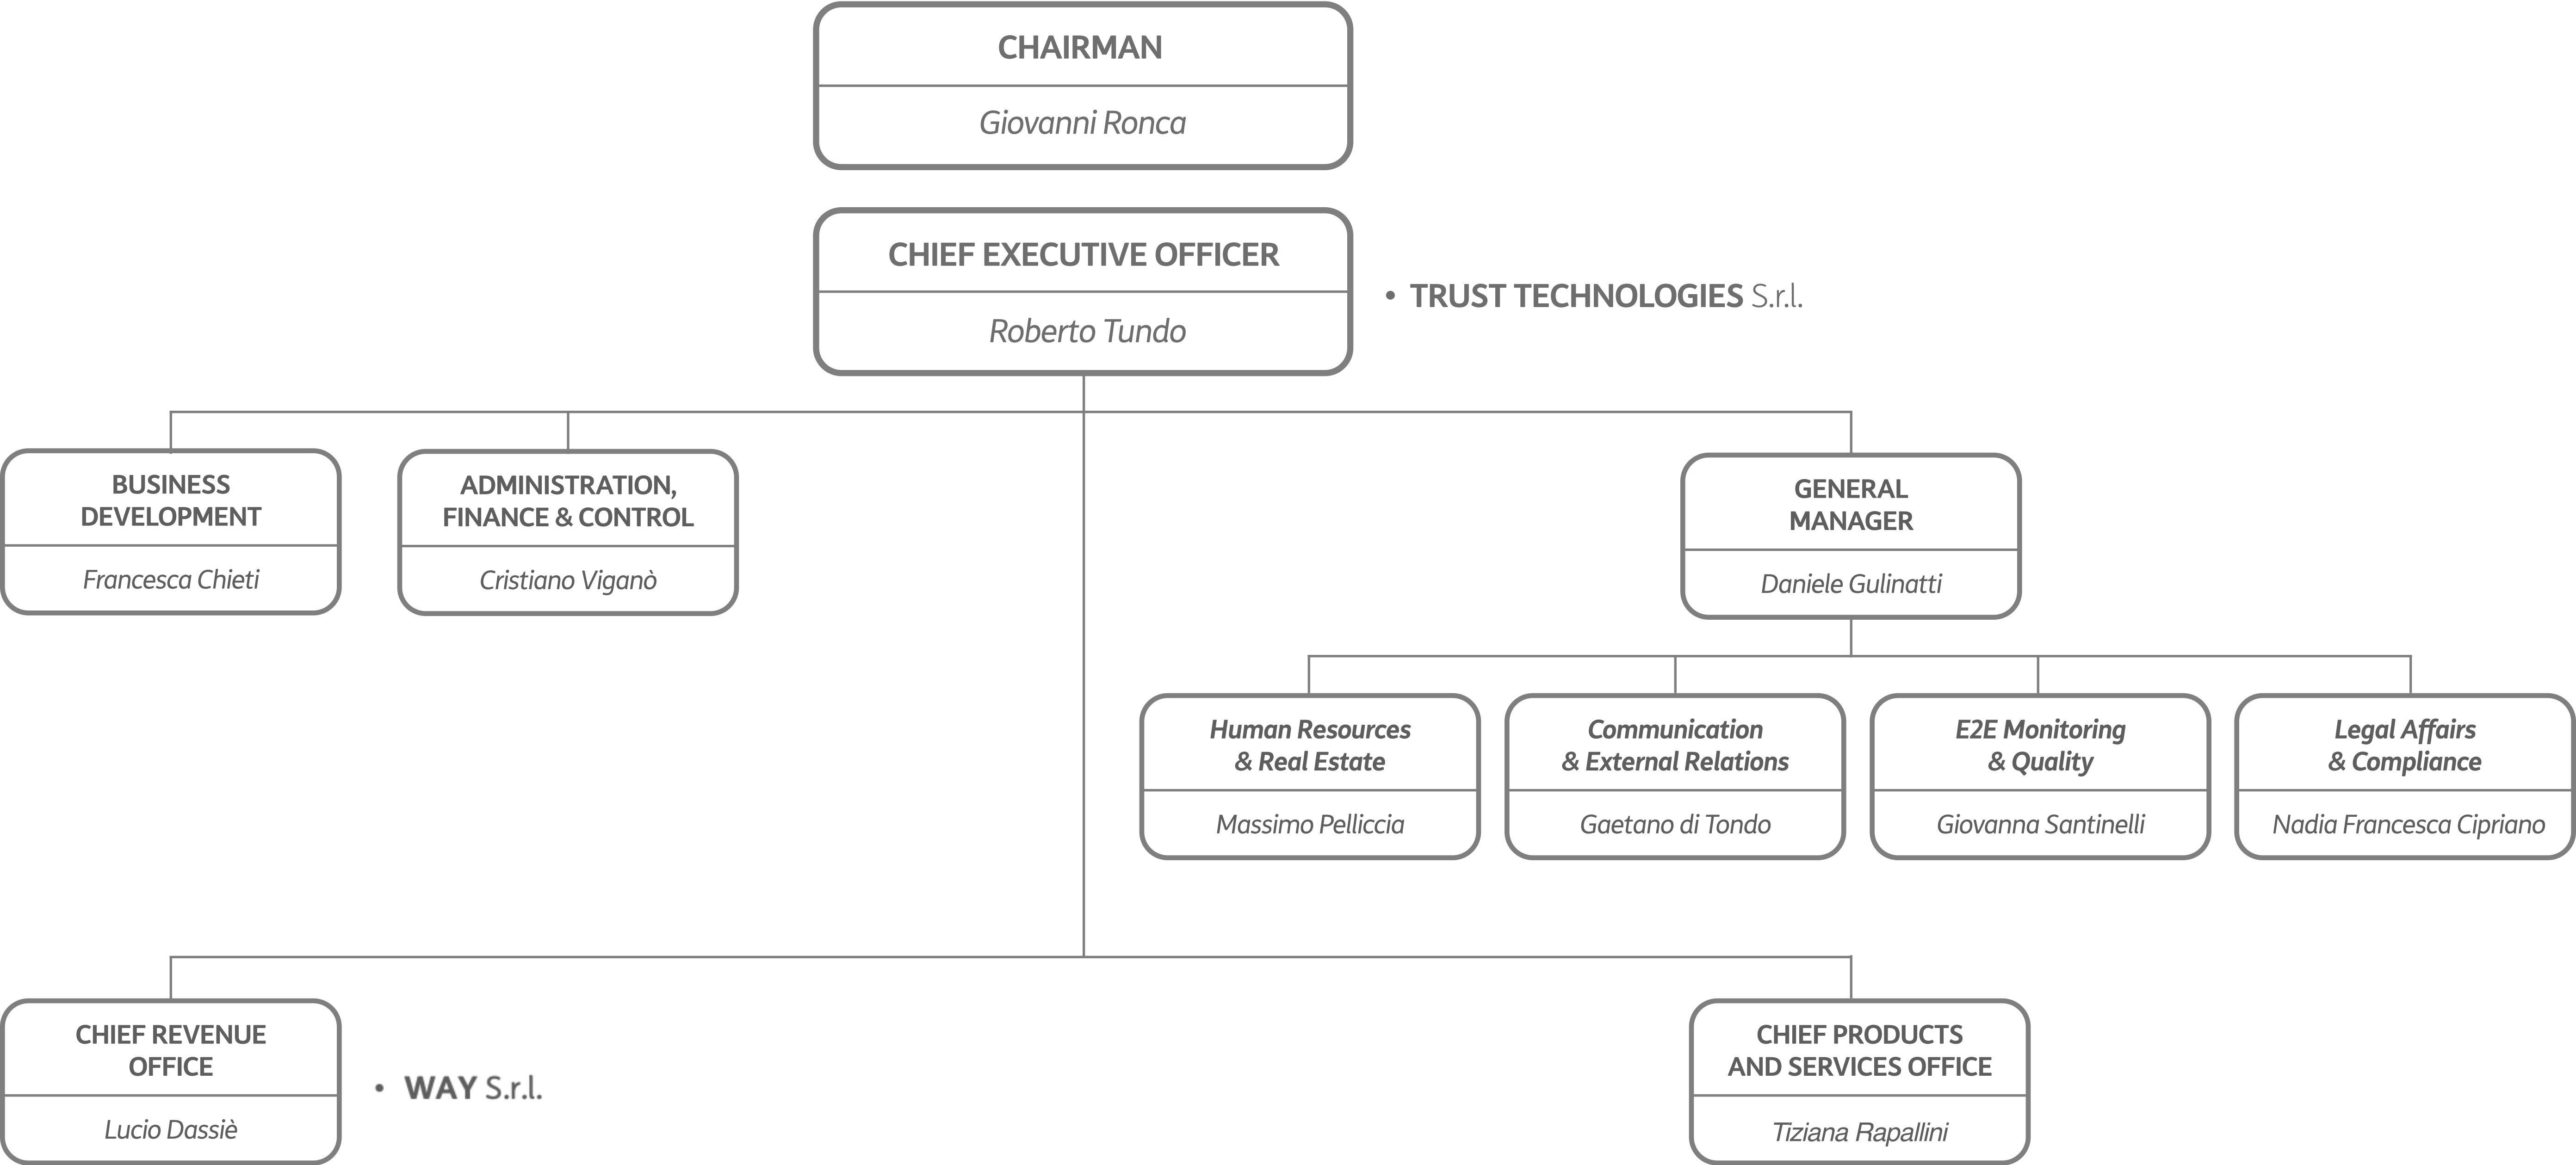 CHAIRMAN
Giovanni Ronca
CHIEF EXECUTIVE OFFICER
Roberto Tundo
• TRUST TECHNOLOGIES S.r.l.
BUSINESS
DEVELOPMENT
Francesca Chieti
ADMINISTRATION,
FINANCE & CONTROL
Cristiano Viganò
GENERAL
MANAGER
Daniele Gulinatti
Human Resources
& Real Estate
Massimo Pelliccia
Communication
& External Relations
Gaetano di Tondo
E2E Monitoring
& Quality
Giovanna Santinelli
Legal Affairs
& Compliance
Nadia Francesca Cipriano
CHIEF REVENUE
OFFICE
Lucio Dassiè
• WAY S.r.l.
CHIEF PRODUCTS
AND SERVICES OFFICE
Tiziana Rapallini